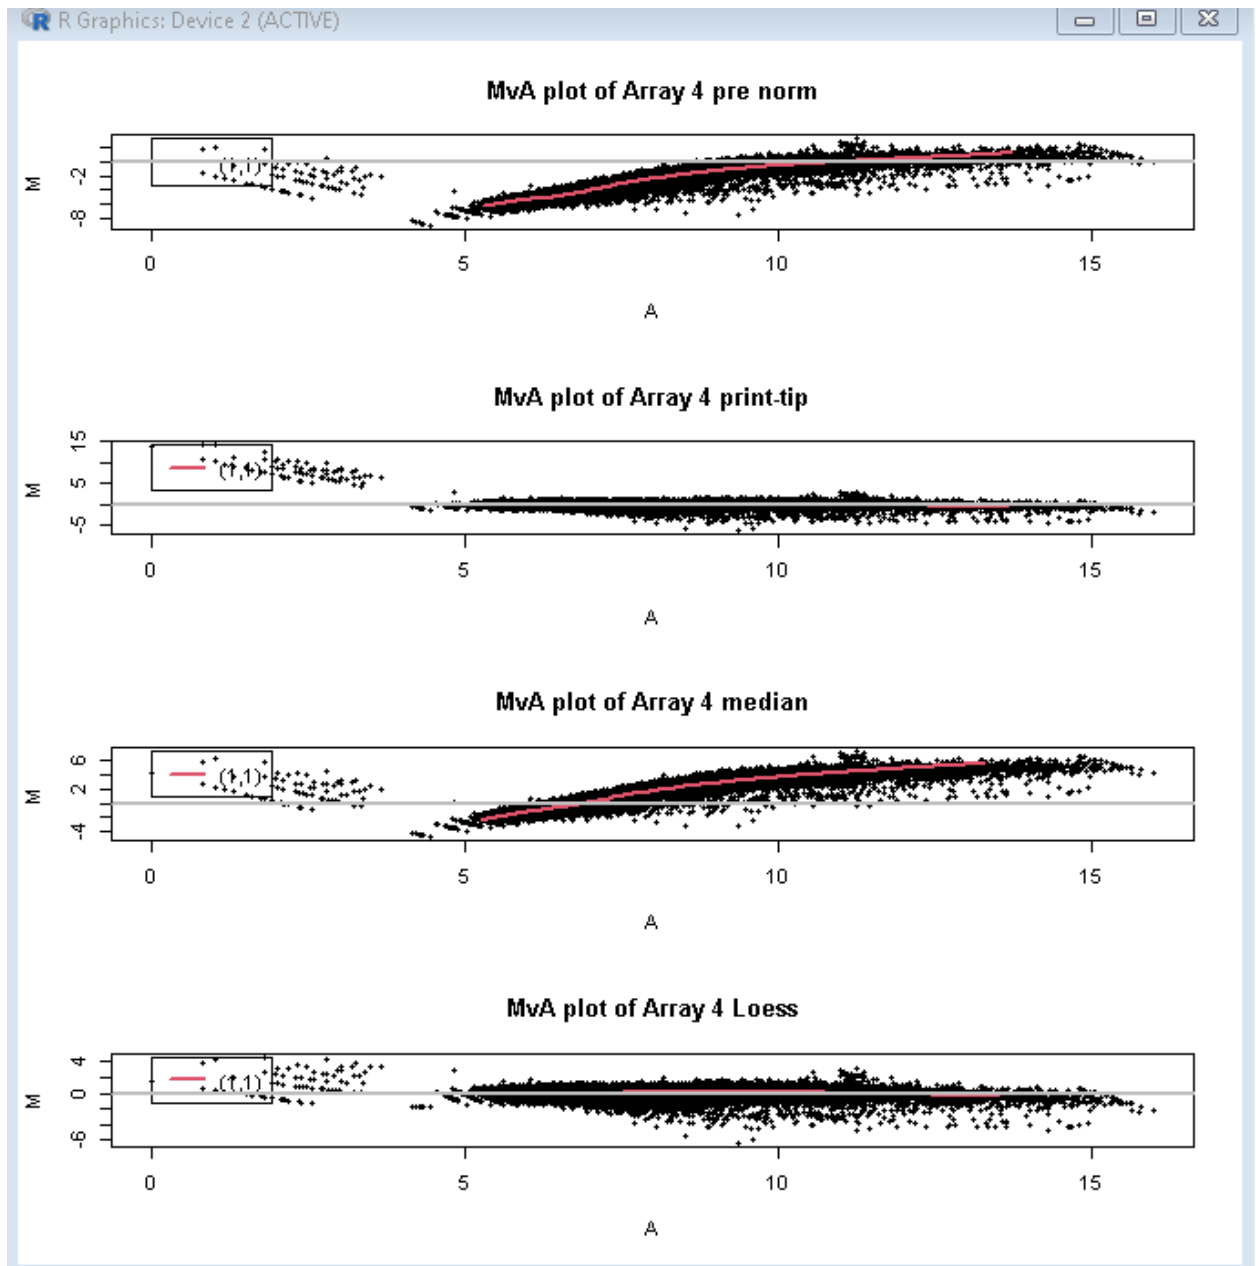 R Graphics: Device 2 (ACTIVE)
MvA plot of Array 4 pre norm
(1,1)
M
-2
-8
0 5 10 15
A
MvA plot of Array 4 print-tip
(1,1)
M
15
5
-5
0 5 10 15
A
MvA plot of Array 4 median
(1,1)
M
6
2
-4
0 5 10 15
A
MvA plot of Array 4 Loess
(1,1)
M
4
0
-6
0 5 10 15
A